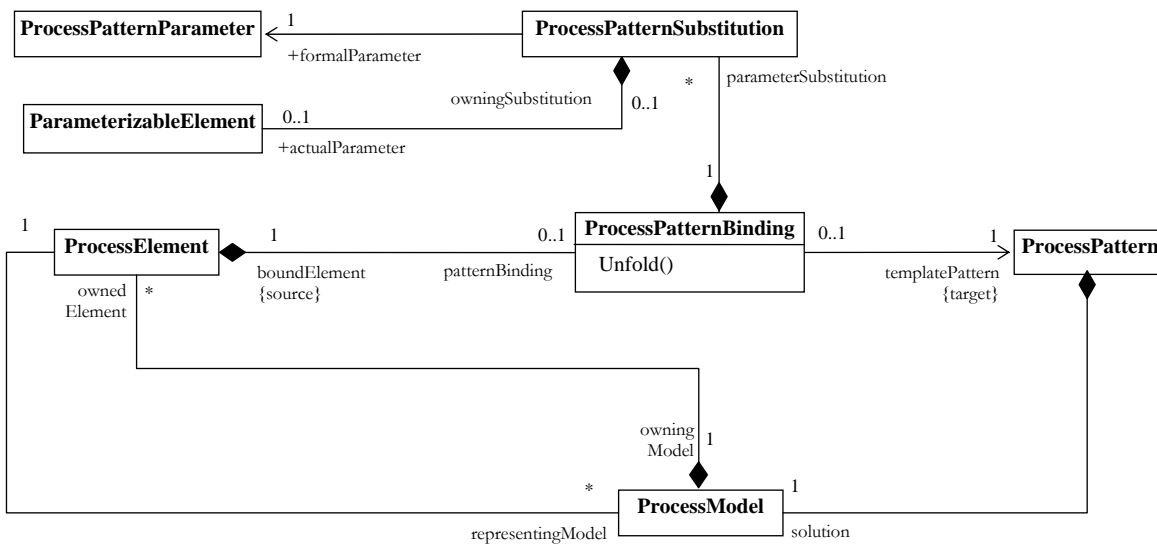 1
ProcessPatternParameter
ProcessPatternSubstitution
+formalParameter
*
parameterSubstitution
owningSubstitution
0..1
0..1
ParameterizableElement
+actualParameter
1
1
ProcessElement
1
0..1
ProcessPatternBinding
0..1
1
ProcessPattern
Unfold()
boundElement
{source}
patternBinding
templatePattern
{target}
owned
Element
*
owning
Model
1
*
ProcessModel
1
representingModel
solution